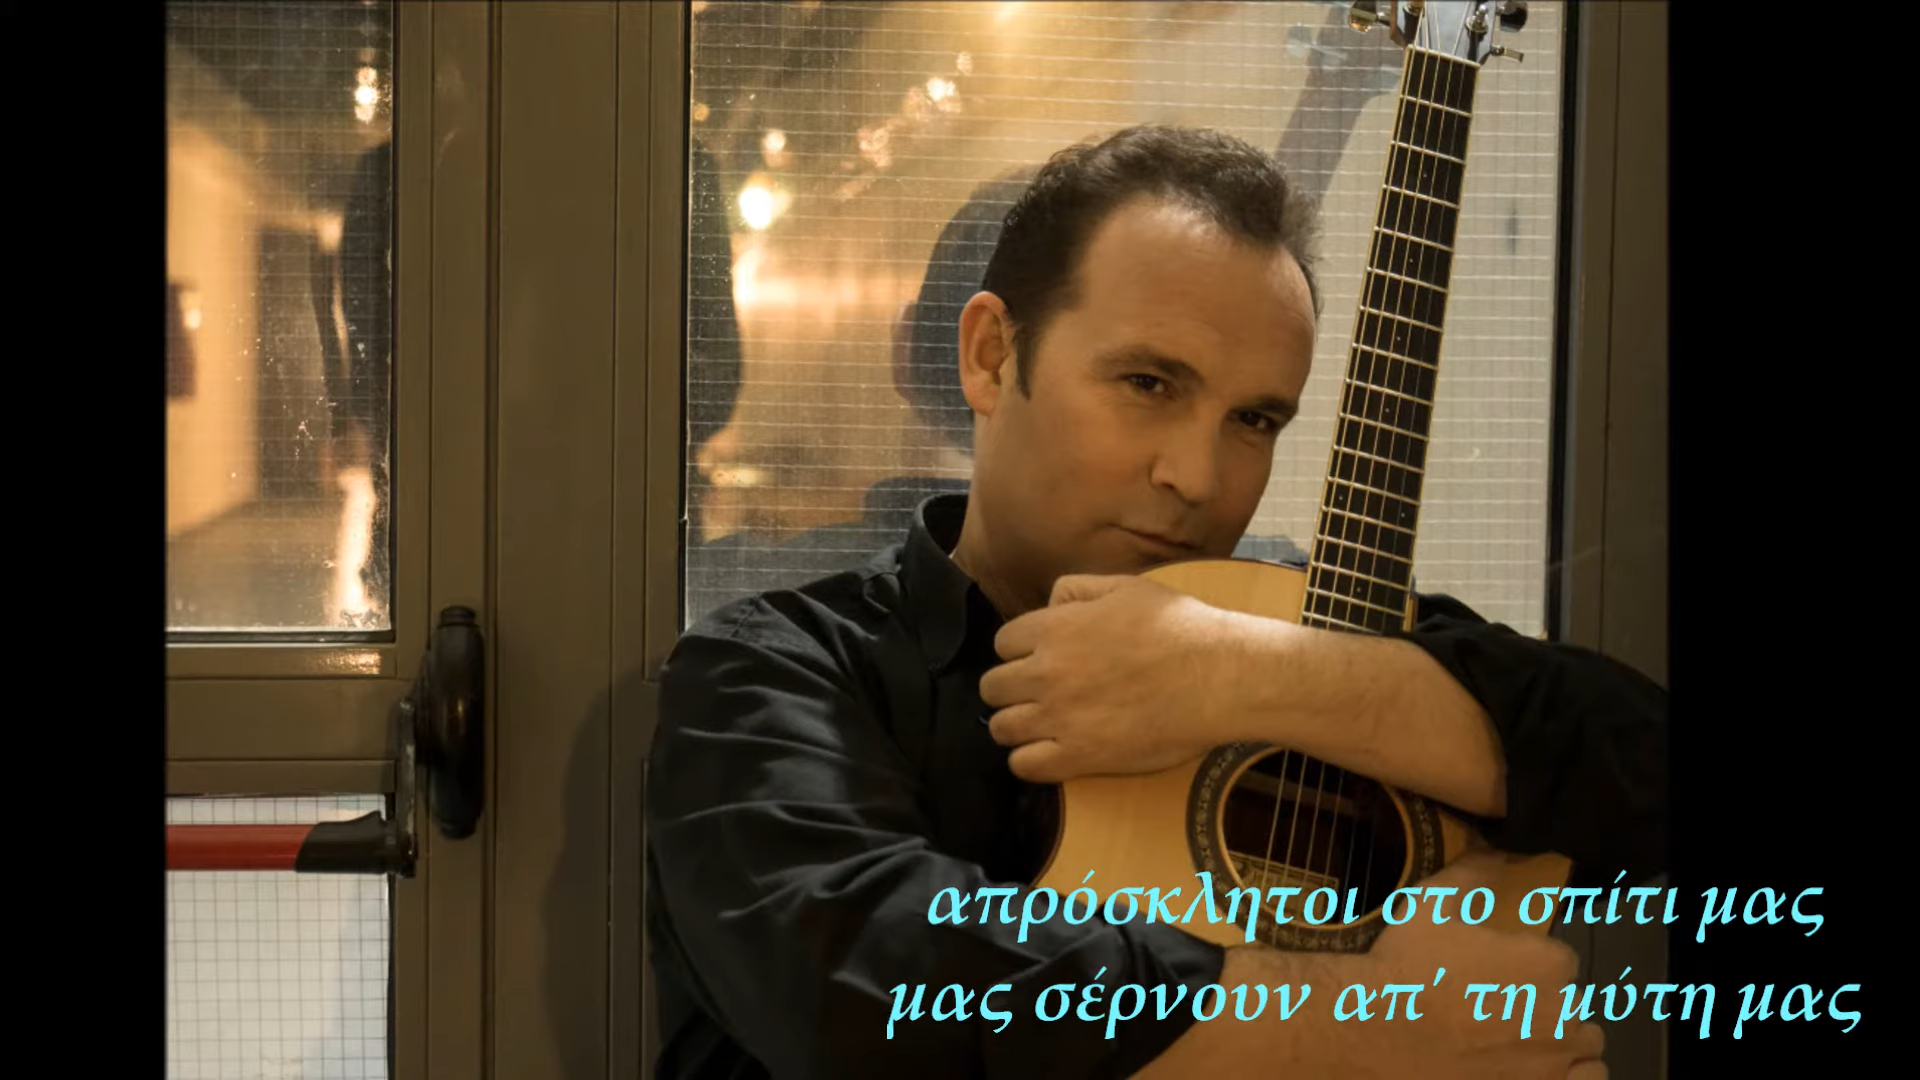 απρόσκλητοι στο σπίτι μας
μας σέρνουν απ' τη μύτη μας